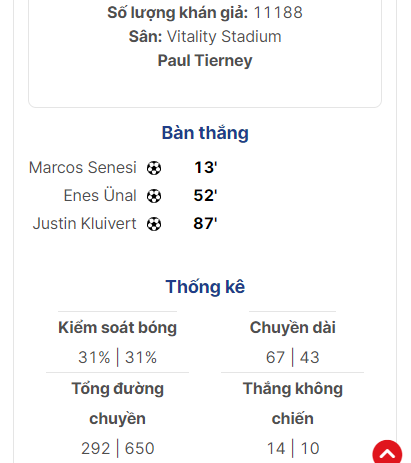 Số lượng khán giả: 11188
Sân: Vitality Stadium
Paul Tierney
Bàn thắng
Marcos Senesi 13'
Enes Ünal 52'
Justin Kluivert 87'
Thống kê
Kiểm soát bóng
31% | 31%
Chuyền dài
67 | 43
Tổng đường
chuyền
292 | 650
Thắng không
chiến
14 | 10